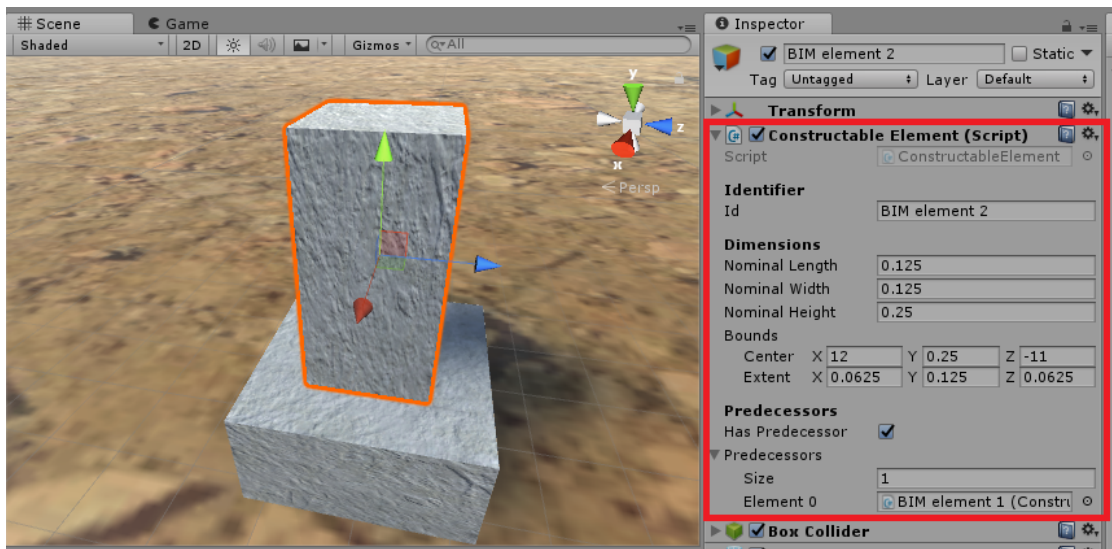 Scene Game
Shaded 2D Gizmos All
y
z
x
Persp
Inspector
BIM element 2 Static
Tag Untagged Layer Default
Transform
Constructable Element (Script)
Script ConstructableElement
Identifier
Id BIM element 2
Dimensions
Nominal Length 0.125
Nominal Width 0.125
Nominal Height 0.25
Bounds
Center X 12 Y 0.25 Z -11
Extent X 0.0625 Y 0.125 Z 0.0625
Predecessors
Has Predecessor
Predecessors
Size 1
Element 0 BIM element 1 (Constru
Box Collider